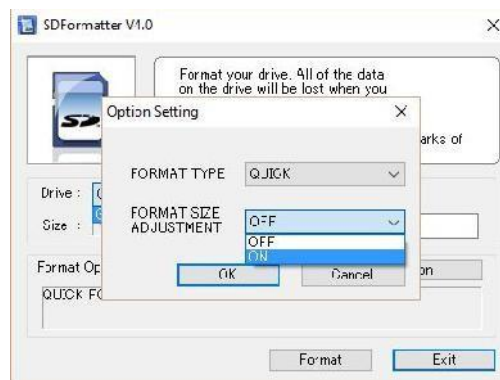 SDFormatter V4.0
Format your drive. All of the data
on the drive will be lost when you
SD
Option Setting
arks of
FORMAT TYPE QUICK
Drive :
FORMAT SIZE
ADJUSTMENT OFF
Size :
OFF
ON
Format Op on
OK Cancel
QUICK FO
Format Exit